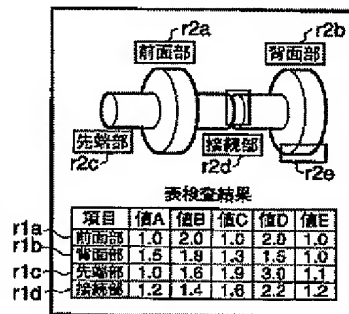 r2a
r2b
前面部
背面部
先端部
接続部
r2c
r2d
r2e
表検査結果
項目 値A 値B 値C 値D 値E
r1a 前面部 1.0 2.0 1.0 2.0 1.0
r1b 背面部 1.5 1.8 1.3 1.5 1.0
r1c 先端部 1.0 1.6 1.9 3.0 1.1
r1d 接続部 1.2 1.4 1.6 2.2 1.2